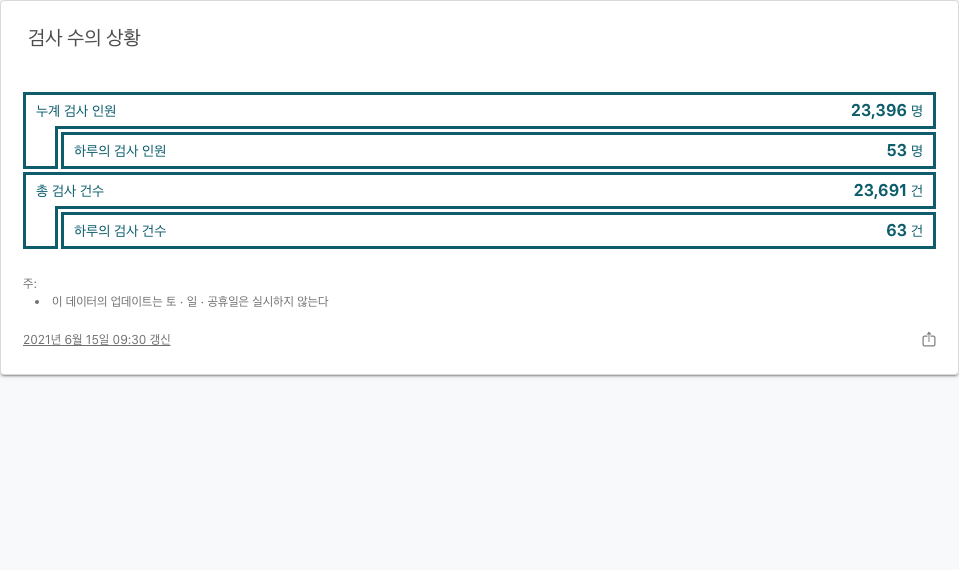 검사 수의 상황
누계 검사 인원 23,396 명
하루의 검사 인원 53 명
총 검사 건수 23,691 건
하루의 검사 건수 63 건
주:
• 이 데이터의 업데이트는 토 · 일 · 공휴일은 실시하지 않는다
2021년 6월 15일 09:30 갱신